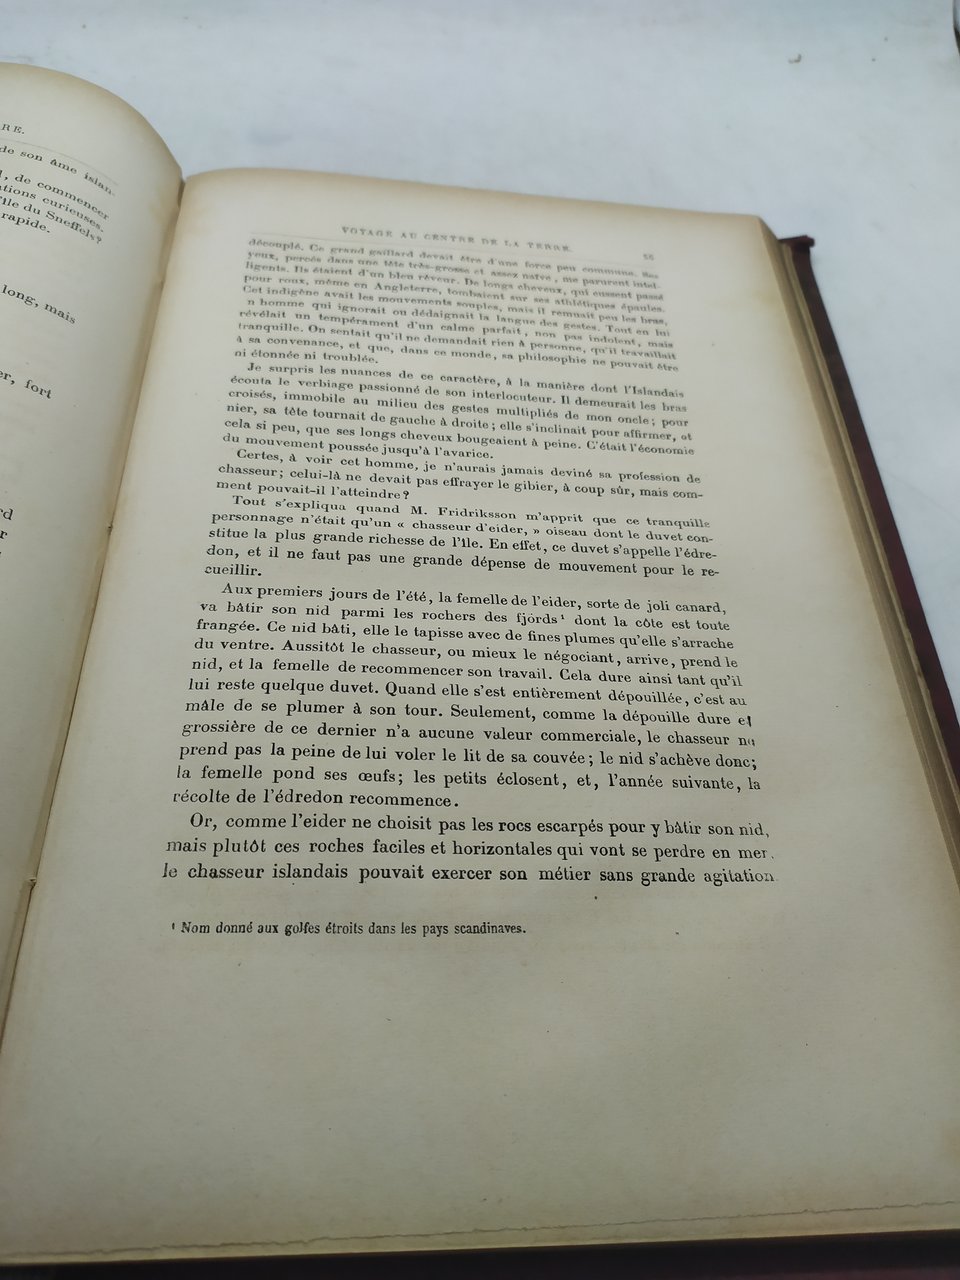 RE.
de son âme islan-
, de commencer
tions curieuses.
île du Sneffels?
rapide.
long, mais
er, fort
VOYAGE AU CENTRE DE LA TERRE.
découplé. Ce grand gaillard devait être d'une force peu commune. Ses
yeux, percés dans une tête très-grosse et assez naïve, me parurent intel-
ligents. Ils étaient d'un bleu rêveur. De longs cheveux, qui eussent passé
pour roux, même en Angleterre, tombaient sur ses athlétiques épaules.
Cet indigène avait les mouvements souples, mais il remuait peu les bras,
n homme qui ignorait ou dédaignait la langue des gestes. Tout en lui
révélait un tempérament d'un calme parfait, non pas indolent, mais
tranquille. On sentait qu'il ne demandait rien à personne, qu'il travaillait
à sa convenance, et que, dans ce monde, sa philosophie ne pouvait être
ni étonnée ni troublée.
Je surpris les nuances de ce caractère, à la manière dont l'Islandais
écouta le verbiage passionné de son interlocuteur. Il demeurait les bras
croisés, immobile au milieu des gestes multipliés de mon oncle; pour
nier, sa tête tournait de gauche à droite; elle s'inclinait pour affirmer, et
cela si peu, que ses longs cheveux bougeaient à peine. C'était l'économie
du mouvement poussée jusqu'à l'avarice.
Certes, à voir cet homme, je n'aurais jamais deviné sa profession de
chasseur; celui-là ne devait pas effrayer le gibier, à coup sûr, mais com-
ment pouvait-il l'atteindre?
Tout s'expliqua quand M. Fridriksson m'apprit que ce tranquille
personnage n'était qu'un « chasseur d'eider, » oiseau dont le duvet con-
stitue la plus grande richesse de l'île. En effet, ce duvet s'appelle l'édre-
don, et il ne faut pas une grande dépense de mouvement pour le re-
cueillir.
Aux premiers jours de l'été, la femelle de l'eider, sorte de joli canard,
va bâtir son nid parmi les rochers des fjörds¹ dont la côte est toute
frangée. Ce nid bâti, elle le tapisse avec de fines plumes qu'elle s'arrache
du ventre. Aussitôt le chasseur, ou mieux le négociant, arrive, prend le
nid, et la femelle de recommencer son travail. Cela dure ainsi tant qu'il
lui reste quelque duvet. Quand elle s'est entièrement dépouillée, c'est au
mâle de se plumer à son tour. Seulement, comme la dépouille dure et
grossière de ce dernier n'a aucune valeur commerciale, le chasseur ne
prend pas la peine de lui voler le lit de sa couvée; le nid s'achève donc;
la femelle pond ses œufs; les petits éclosent, et, l'année suivante, la
récolte de l'édredon recommence.
Or, comme l'eider ne choisit pas les rocs escarpés pour y bâtir son nid,
mais plutôt ces roches faciles et horizontales qui vont se perdre en mer,
le chasseur islandais pouvait exercer son métier sans grande agitation
¹ Nom donné aux golfes étroits dans les pays scandinaves.